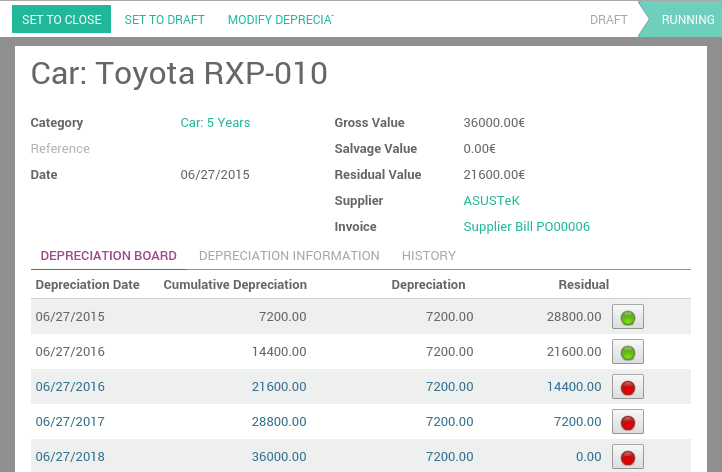 SET TO CLOSE SET TO DRAFT MODIFY DEPRECIA DRAFT RUNNING
Car: Toyota RXP-010
Category Car: 5 Years Gross Value 36000.00€
Reference Salvage Value 0.00€
Date 06/27/2015 Residual Value 21600.00€
Supplier ASUSTeK
Invoice Supplier Bill PO00006
DEPRECIATION BOARD DEPRECIATION INFORMATION HISTORY
Depreciation Date Cumulative Depreciation Depreciation Residual
06/27/2015 7200.00 7200.00 28800.00
06/27/2016 14400.00 7200.00 21600.00
06/27/2016 21600.00 7200.00 14400.00
06/27/2017 28800.00 7200.00 7200.00
06/27/2018 36000.00 7200.00 0.00